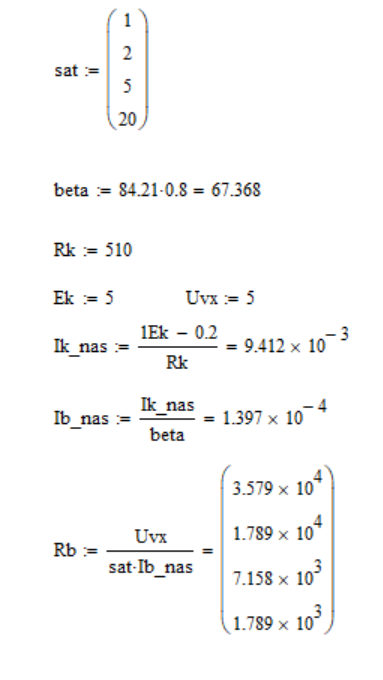 sat := (1
2
5
20)
beta := 84.21·0.8 = 67.368
Rk := 510
Ek := 5 Uvx := 5
Ik_nas := (1Ek − 0.2)/Rk = 9.412 × 10^−3
Ib_nas := Ik_nas/beta = 1.397 × 10^−4
Rb := Uvx/(sat·Ib_nas) = (3.579 × 10^4
1.789 × 10^4
7.158 × 10^3
1.789 × 10^3)